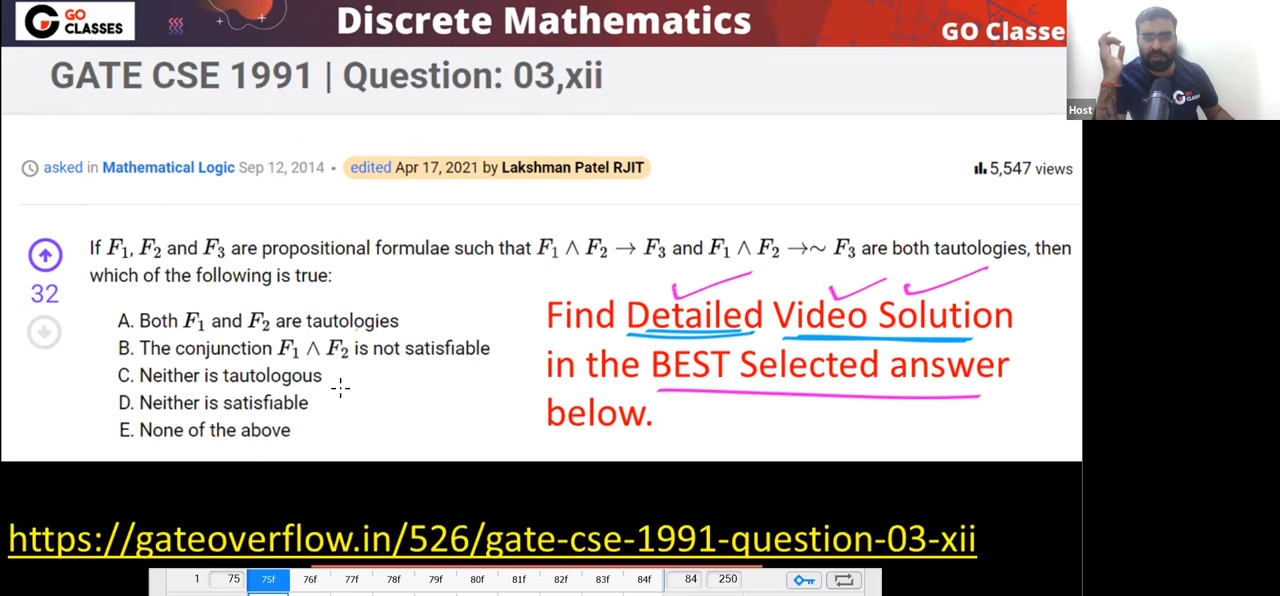 GO
CLASSES
Discrete Mathematics
GO Classe
GATE CSE 1991 | Question: 03,xii
Host
asked in Mathematical Logic Sep 12, 2014 • edited Apr 17, 2021 by Lakshman Patel RJIT
5,547 views
If F₁, F₂ and F₃ are propositional formulae such that F₁ ∧ F₂ → F₃ and F₁ ∧ F₂ →∼ F₃ are both tautologies, then
which of the following is true:
32
A. Both F₁ and F₂ are tautologies
B. The conjunction F₁ ∧ F₂ is not satisfiable
C. Neither is tautologous
D. Neither is satisfiable
E. None of the above
Find Detailed Video Solution
in the BEST Selected answer
below.
https://gateoverflow.in/526/gate-cse-1991-question-03-xii
1 75 75f 76f 77f 78f 79f 80f 81f 82f 83f 84f 84 250